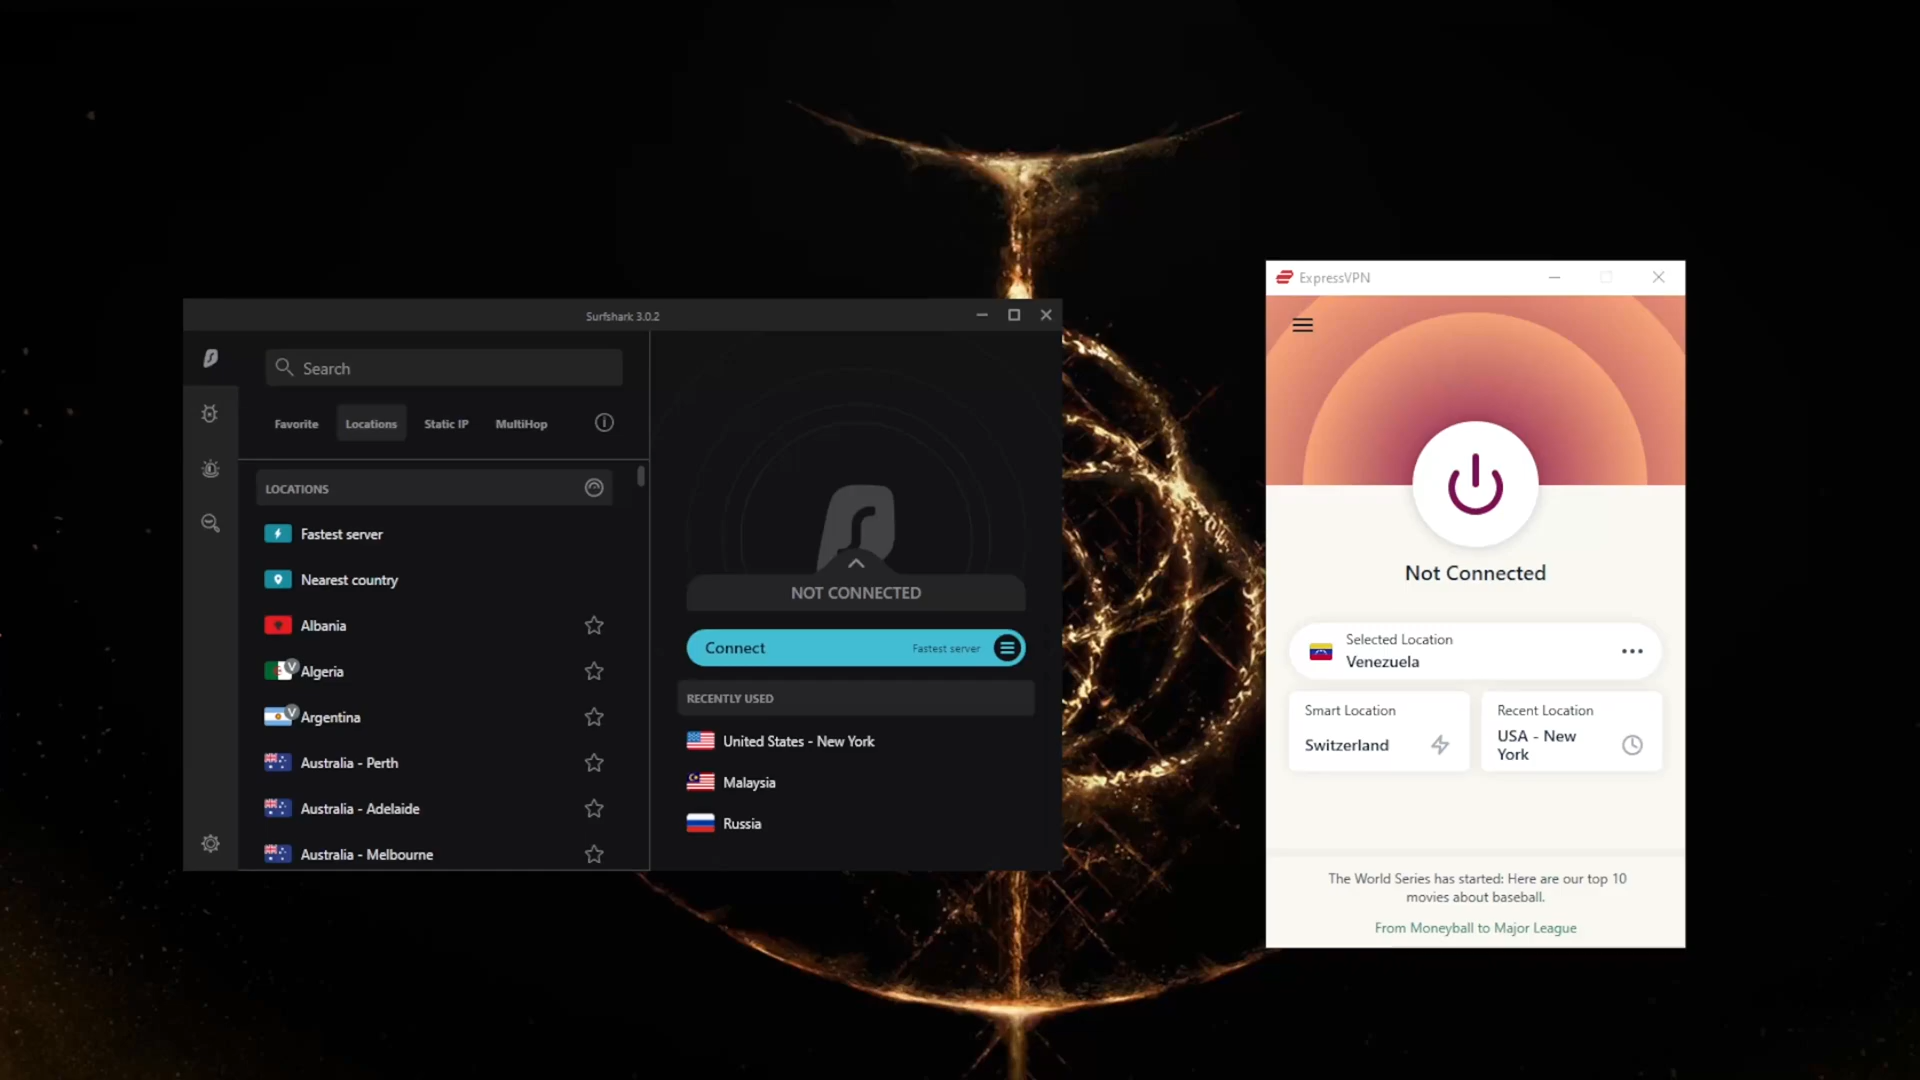 Surfshark 3.0.2
Search
Favorite
Locations
Static IP
MultiHop
LOCATIONS
Fastest server
Nearest country
Albania
V
Algeria
V
Argentina
Australia - Perth
Australia - Adelaide
Australia - Melbourne
NOT CONNECTED
Connect
Fastest server
RECENTLY USED
United States - New York
Malaysia
Russia
ExpressVPN
Not Connected
Selected Location
Venezuela
Smart Location
Switzerland
Recent Location
USA - New
York
The World Series has started: Here are our top 10
movies about baseball.
From Moneyball to Major League